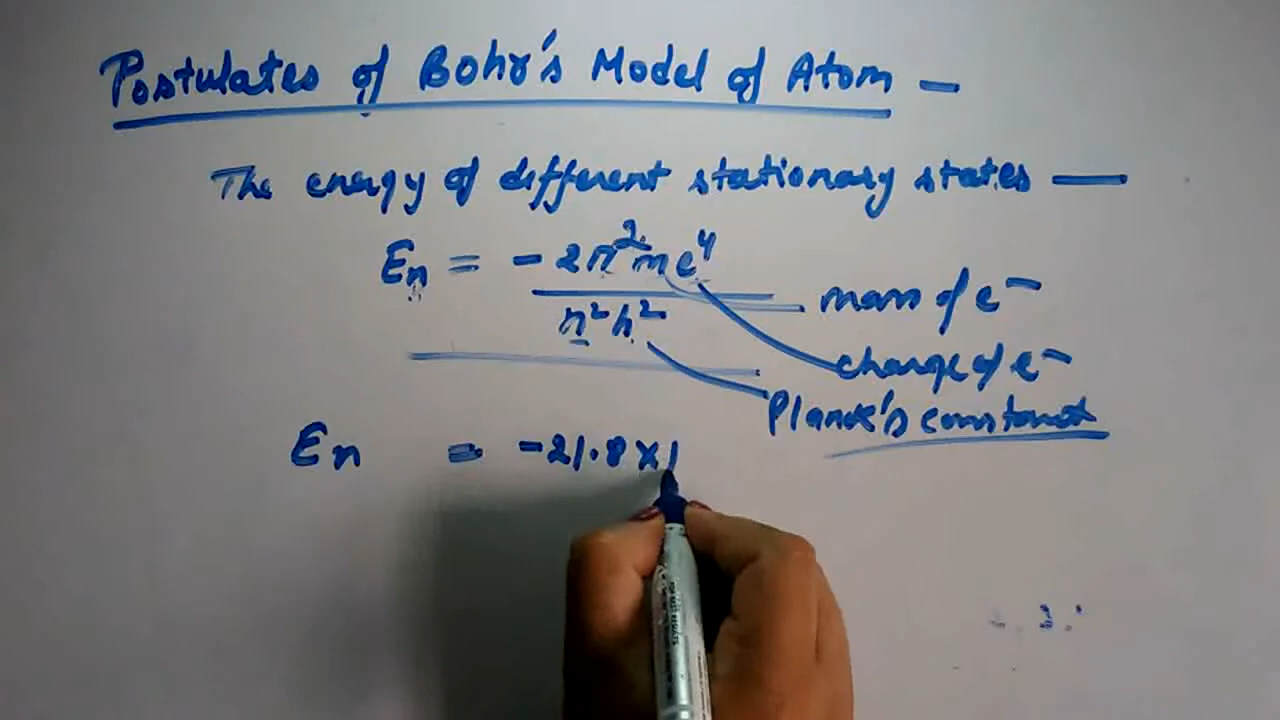 Postulates of Bohr's Model of Atom -
The energy of different stationary states —
En = - 2π²me⁴
n²h²
mass of e⁻
charge of e⁻
Planck's constant
En = -21.8 x 1